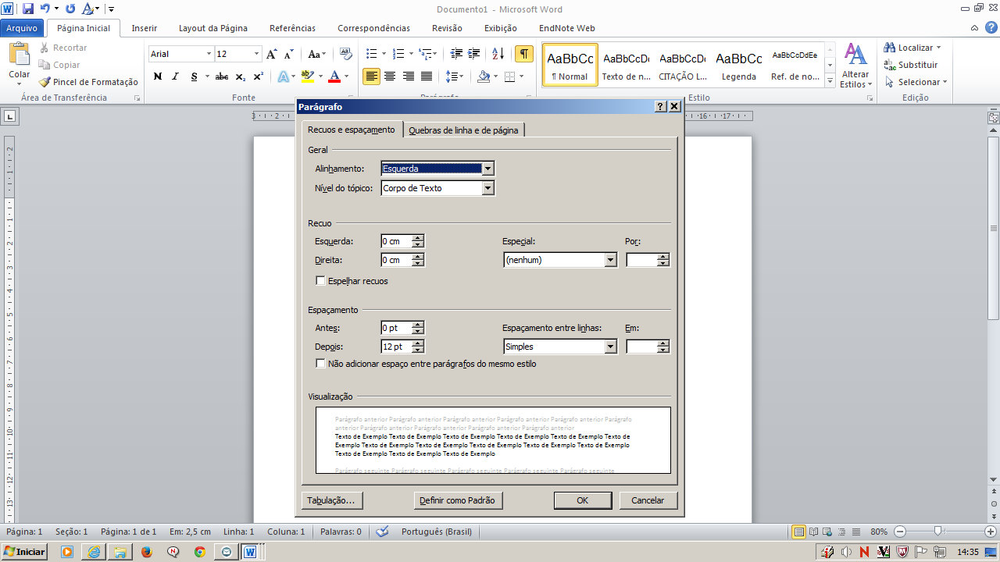 Documento1 - Microsoft Word
Arquivo Página Inicial Inserir Layout da Página Referências Correspondências Revisão Exibição EndNote Web
Colar
Recortar
Copiar
Pincel de Formatação
Área de Transferência
Arial 12
N I S abc x₂ x²
Fonte
Parágrafo
AaBbCc AaBbCcDc AaBbCcDc AaBbCc AaBbCcDdEe
¶ Normal Texto de n... CITAÇÃO L... Legenda Ref. de no...
Estilo
Alterar
Estilos
Localizar
Substituir
Selecionar
Edição
Parágrafo
Recuos e espaçamento Quebras de linha e de página
Geral
Alinhamento: Esquerda
Nível do tópico: Corpo de Texto
Recuo
Esquerda: 0 cm Especial: Por:
Direita: 0 cm (nenhum)
Espelhar recuos
Espaçamento
Antes: 0 pt Espaçamento entre linhas: Em:
Depois: 12 pt Simples
Não adicionar espaço entre parágrafos do mesmo estilo
Visualização
Parágrafo anterior Parágrafo anterior Parágrafo anterior Parágrafo anterior Parágrafo anterior Parágrafo
anterior Parágrafo anterior Parágrafo anterior Parágrafo anterior Parágrafo anterior
Texto de Exemplo Texto de Exemplo Texto de Exemplo Texto de Exemplo Texto de Exemplo Texto de
Exemplo Texto de Exemplo Texto de Exemplo Texto de Exemplo Texto de Exemplo Texto de Exemplo
Texto de Exemplo Texto de Exemplo Texto de Exemplo
Parágrafo seguinte Parágrafo seguinte Parágrafo seguinte Parágrafo seguinte Parágrafo seguinte
Tabulação... Definir como Padrão OK Cancelar
Página: 1 Seção: 1 Página: 1 de 1 Em: 2,5 cm Linha: 1 Coluna: 1 Palavras: 0 Português (Brasil) 80%
Iniciar 14:35